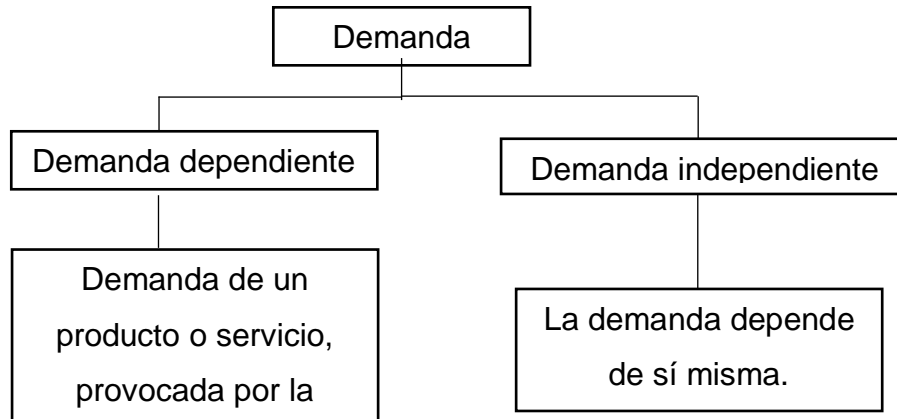 Demanda
Demanda dependiente
Demanda independiente
Demanda de un
producto o servicio,
provocada por la
La demanda depende
de sí misma.